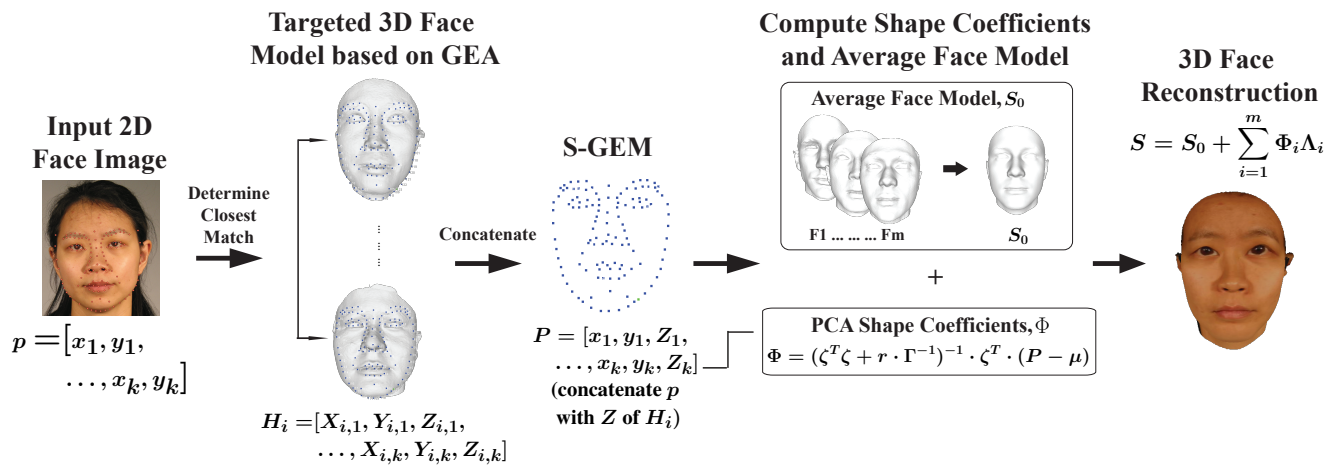 Input 2D
Face Image
p = [x₁, y₁,
..., xₖ, yₖ]
Determine
Closest
Match
Targeted 3D Face
Model based on GEA
Hᵢ = [Xᵢ,₁, Yᵢ,₁, Zᵢ,₁,
..., Xᵢ,ₖ, Yᵢ,ₖ, Zᵢ,ₖ]
Concatenate
S-GEM
P = [x₁, y₁, Z₁,
..., xₖ, yₖ, Zₖ]
(concatenate p
with Z of Hᵢ)
Compute Shape Coefficients
and Average Face Model
Average Face Model, S₀
F1 ... ... ... Fm
S₀
+
PCA Shape Coefficients, Φ
Φ = (ζᵀζ + r · Γ⁻¹)⁻¹ · ζᵀ · (P − μ)
3D Face
Reconstruction
S = S₀ + ∑ᵢ₌₁ᵐ ΦᵢΛᵢ